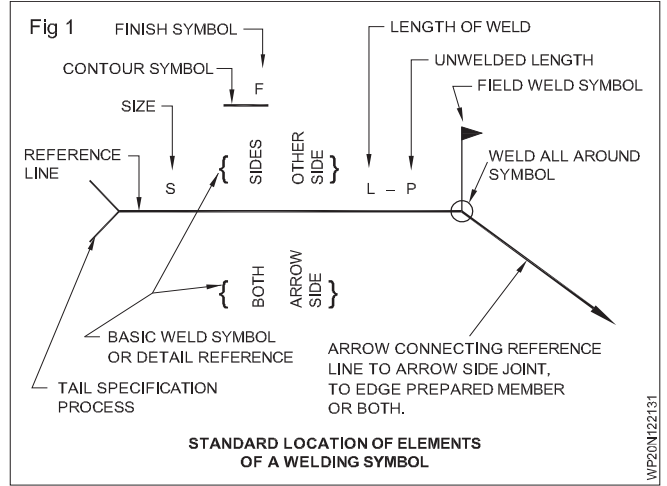 Fig 1
FINISH SYMBOL
CONTOUR SYMBOL
F
SIZE
LENGTH OF WELD
UNWELDED LENGTH
FIELD WELD SYMBOL
REFERENCE
LINE
S
{ SIDES
OTHER
SIDE }
L – P
WELD ALL AROUND
SYMBOL
{ BOTH
ARROW
SIDE }
BASIC WELD SYMBOL
OR DETAIL REFERENCE
TAIL SPECIFICATION
PROCESS
ARROW CONNECTING REFERENCE
LINE TO ARROW SIDE JOINT,
TO EDGE PREPARED MEMBER
OR BOTH.
STANDARD LOCATION OF ELEMENTS
OF A WELDING SYMBOL
WP20N122131